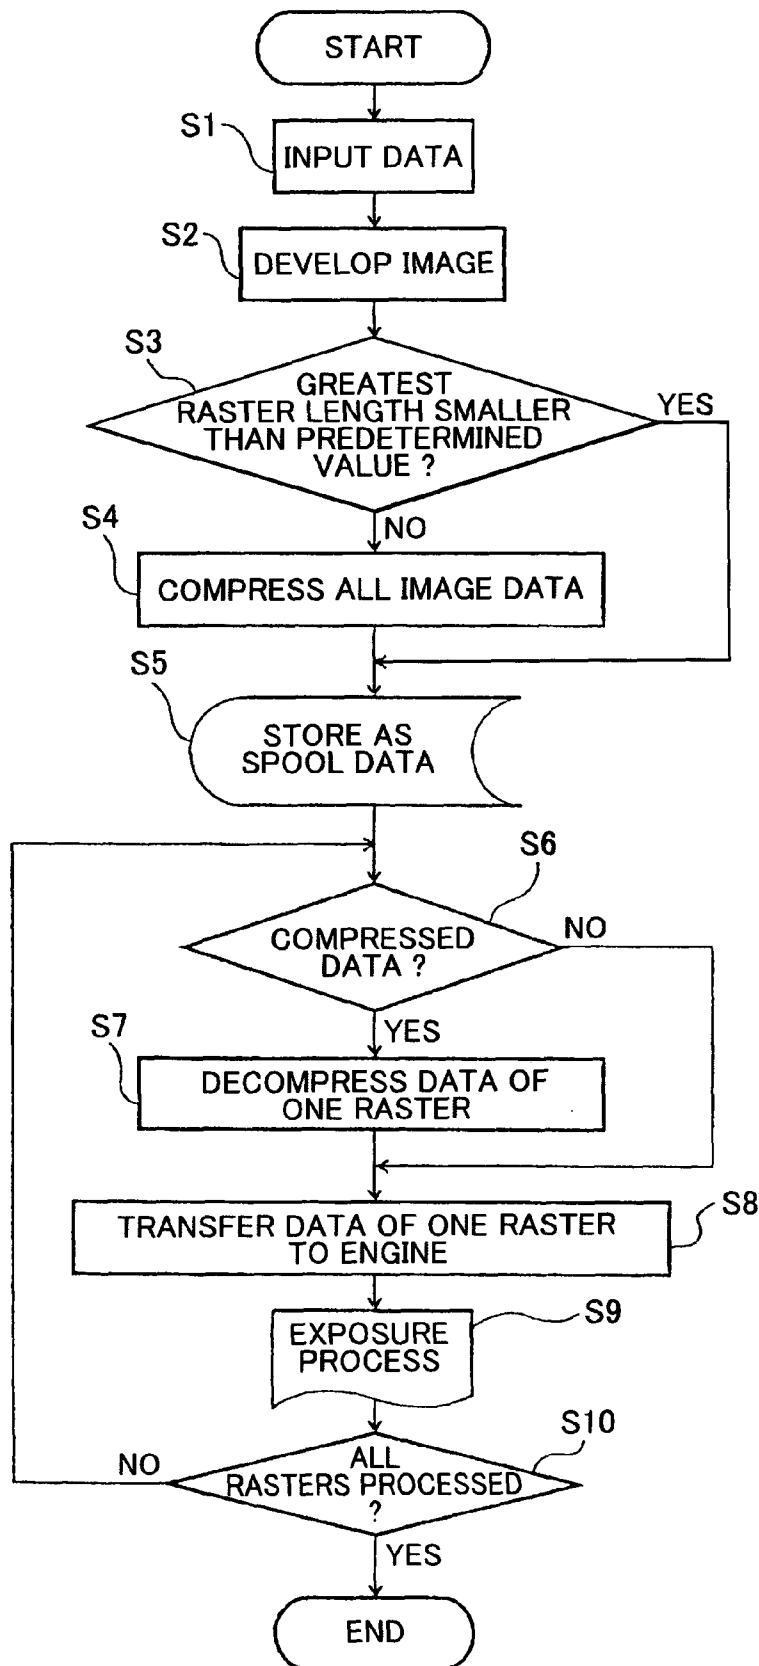 START
S1
INPUT DATA
S2
DEVELOP IMAGE
S3
GREATEST
RASTER LENGTH SMALLER
THAN PREDETERMINED
VALUE ?
YES
NO
S4
COMPRESS ALL IMAGE DATA
S5
STORE AS
SPOOL DATA
S6
COMPRESSED
DATA ?
NO
YES
S7
DECOMPRESS DATA OF
ONE RASTER
S8
TRANSFER DATA OF ONE RASTER
TO ENGINE
S9
EXPOSURE
PROCESS
S10
ALL
RASTERS PROCESSED
?
NO
YES
END